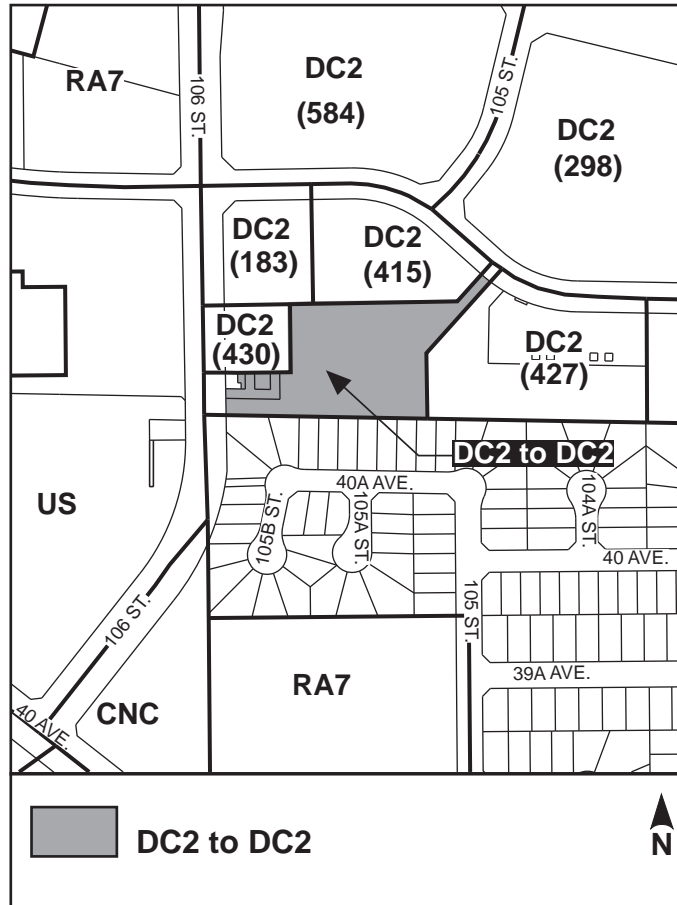 RA7
106 ST.
DC2
(584)
105 ST.
DC2
(298)
DC2
(183)
DC2
(415)
DC2
(430)
DC2
(427)
DC2 to DC2
US
40A AVE.
105B ST.
105A ST.
104A ST.
40 AVE.
106 ST.
105 ST.
RA7
39A AVE.
CNC
40 AVE.
DC2 to DC2
N